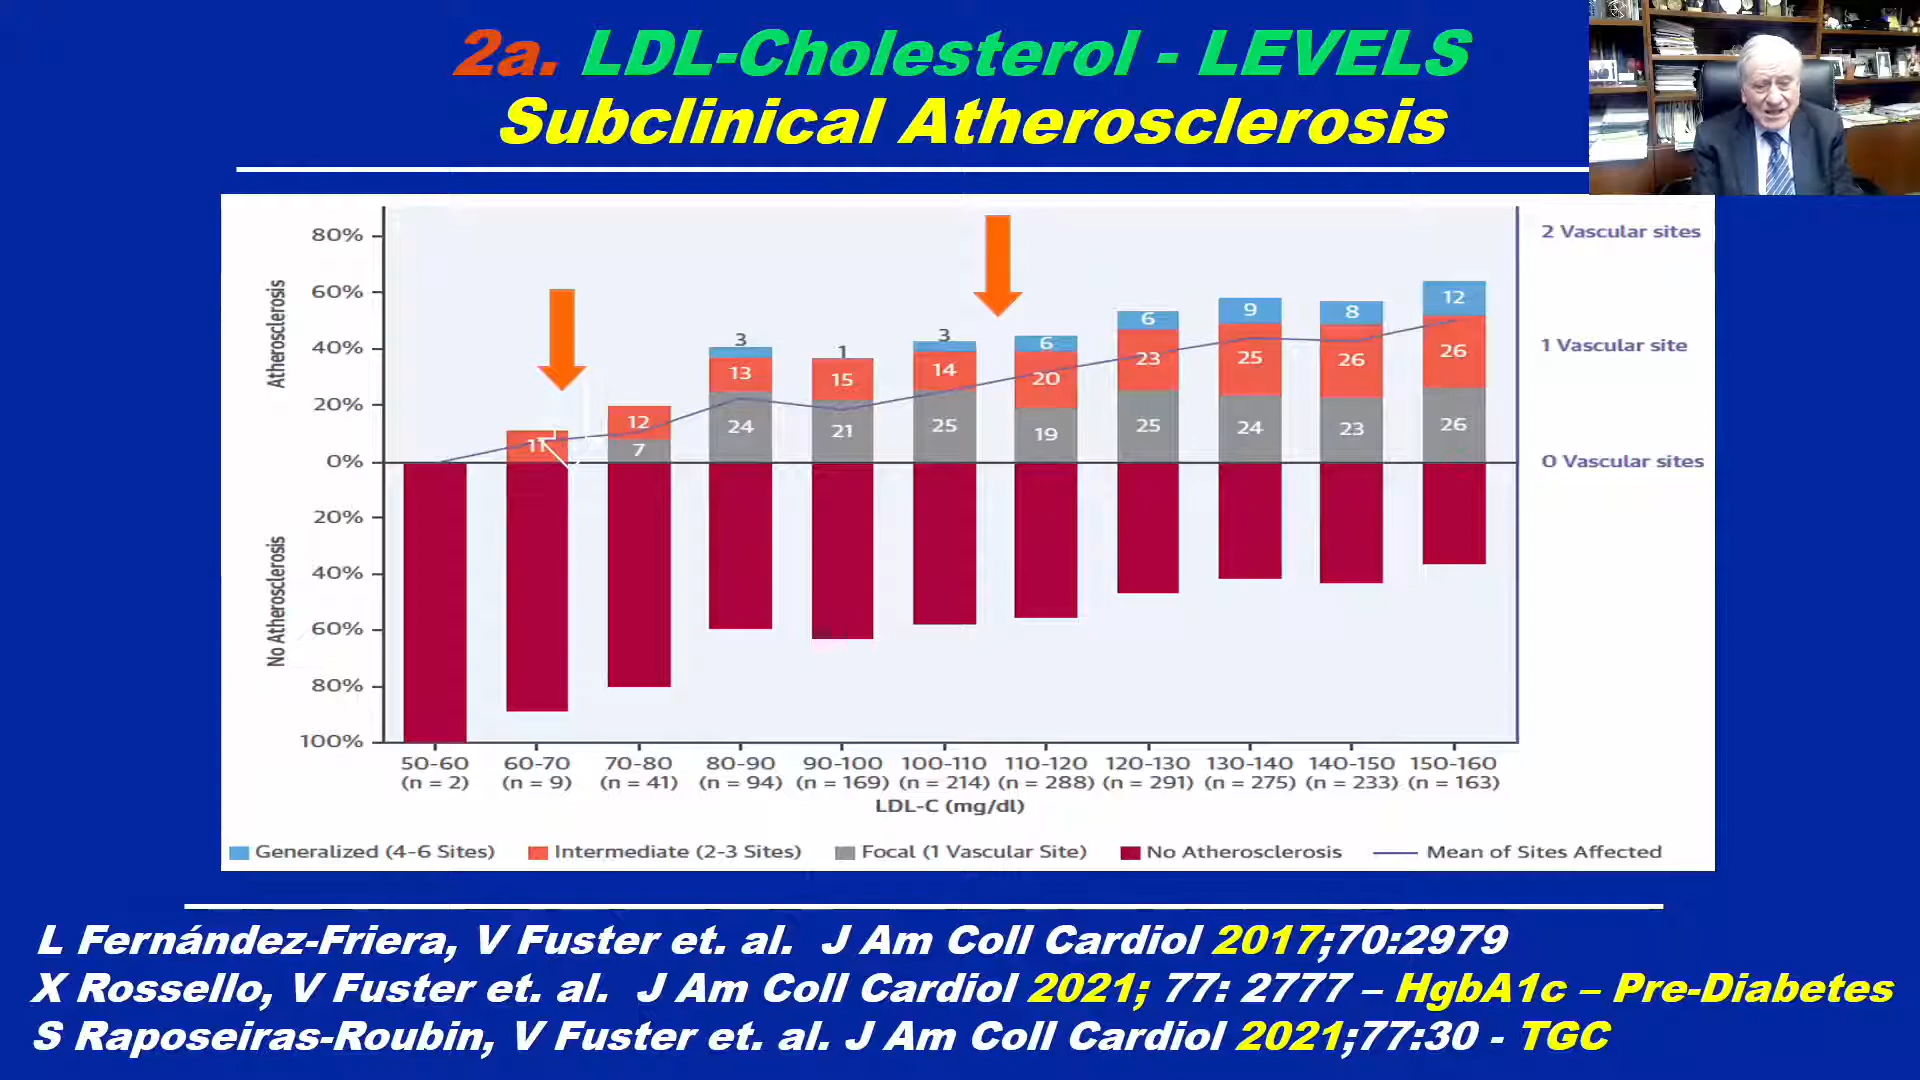 2a. LDL-Cholesterol - LEVELS
Subclinical Atherosclerosis
80%
60%
40%
20%
0%
20%
40%
60%
80%
100%
Atherosclerosis
No Atherosclerosis
2 Vascular sites
1 Vascular site
0 Vascular sites
11
12
7
3
13
24
1
15
21
3
14
25
6
20
19
6
23
25
9
25
24
8
26
23
12
26
26
50-60 60-70 70-80 80-90 90-100 100-110 110-120 120-130 130-140 140-150 150-160
(n = 2) (n = 9) (n = 41) (n = 94) (n = 169) (n = 214) (n = 288) (n = 291) (n = 275) (n = 233) (n = 163)
LDL-C (mg/dl)
Generalized (4-6 Sites) Intermediate (2-3 Sites) Focal (1 Vascular Site) No Atherosclerosis Mean of Sites Affected
L Fernández-Friera, V Fuster et. al. J Am Coll Cardiol 2017;70:2979
X Rossello, V Fuster et. al. J Am Coll Cardiol 2021; 77: 2777 – HgbA1c – Pre-Diabetes
S Raposeiras-Roubin, V Fuster et. al. J Am Coll Cardiol 2021;77:30 - TGC